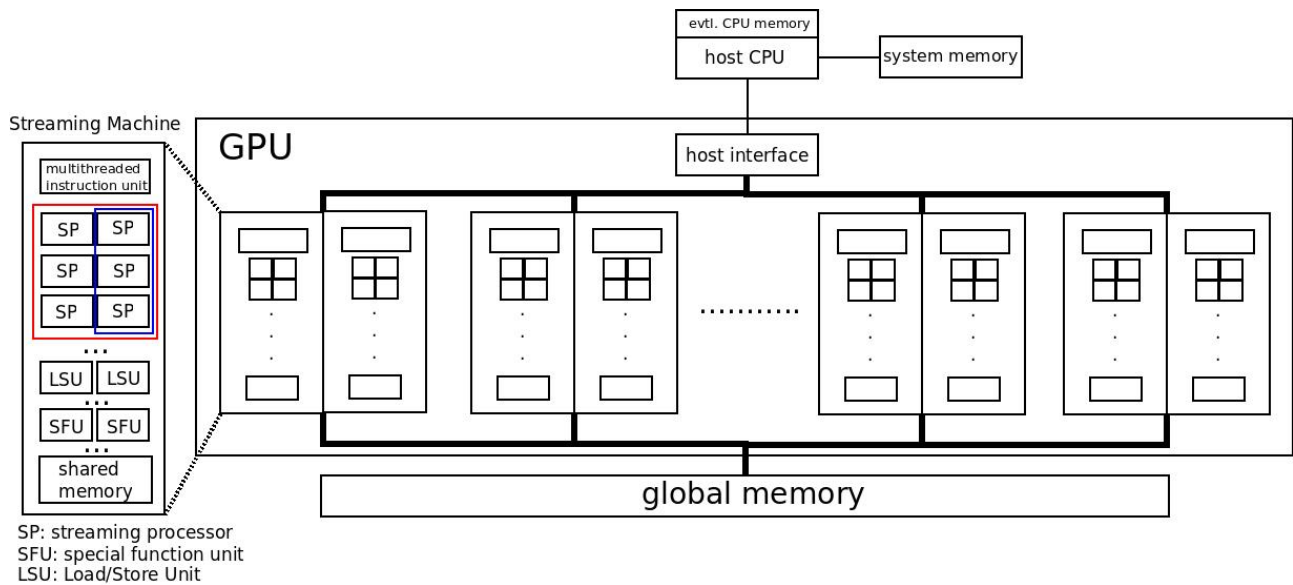 evtl. CPU memory
host CPU
system memory
Streaming Machine
GPU
host interface
multithreaded
instruction unit
SP SP
SP SP
SP SP
...
LSU LSU
...
SFU SFU
...
shared
memory
global memory
SP: streaming processor
SFU: special function unit
LSU: Load/Store Unit